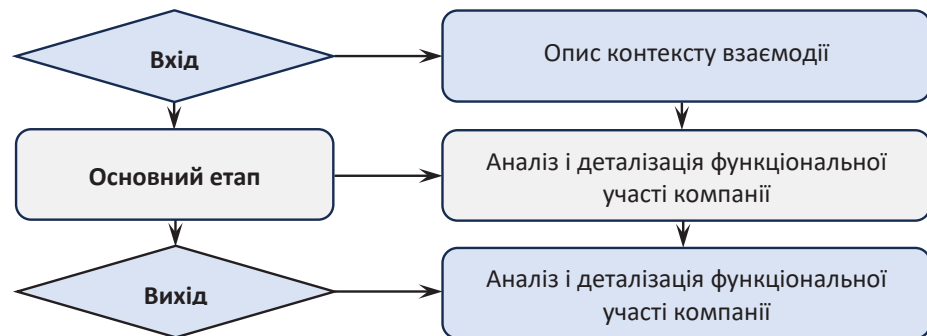 Вхід
Опис контексту взаємодії
Основний етап
Аналіз і деталізація функціональної
участі компанії
Вихід
Аналіз і деталізація функціональної
участі компанії